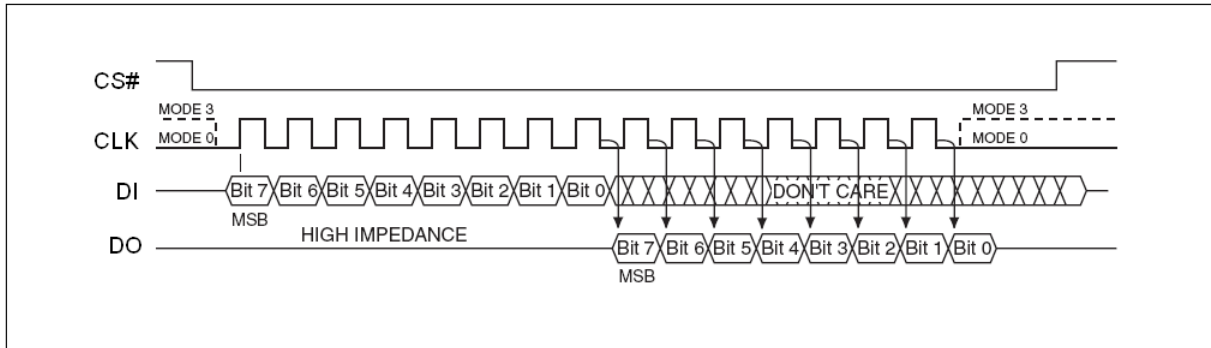 CS#
MODE 3 MODE 3
CLK MODE 0 MODE 0
DI Bit 7 Bit 6 Bit 5 Bit 4 Bit 3 Bit 2 Bit 1 Bit 0 DON'T CARE
MSB
HIGH IMPEDANCE
DO Bit 7 Bit 6 Bit 5 Bit 4 Bit 3 Bit 2 Bit 1 Bit 0
MSB